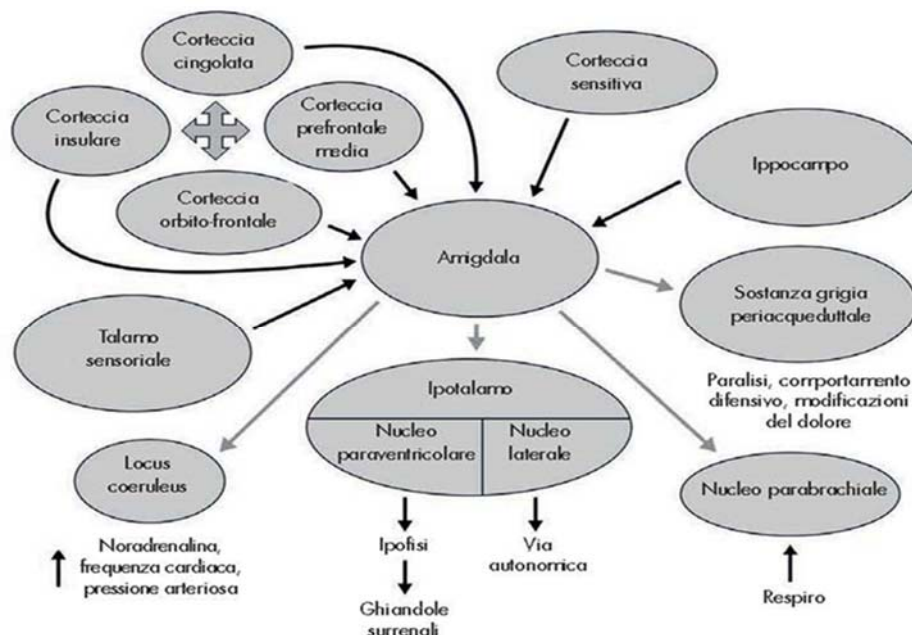 Corteccia
cingolata
Corteccia
sensitiva
Corteccia
insulare
Corteccia
prefrontale
media
Ippocampo
Corteccia
orbito-frontale
Amigdala
Talamo
sensoriale
Sostanza grigia
periacqueduttale
Paralisi, comportamento
difensivo, modificazioni
del dolore
Ipotalamo
Nucleo
paraventricolare
Nucleo
laterale
Locus
coeruleus
Nucleo parabrachiale
Noradrenalina,
frequenza cardiaca,
pressione arteriosa
Ipofisi
Via
autonomica
Ghiandole
surrenali
Respiro